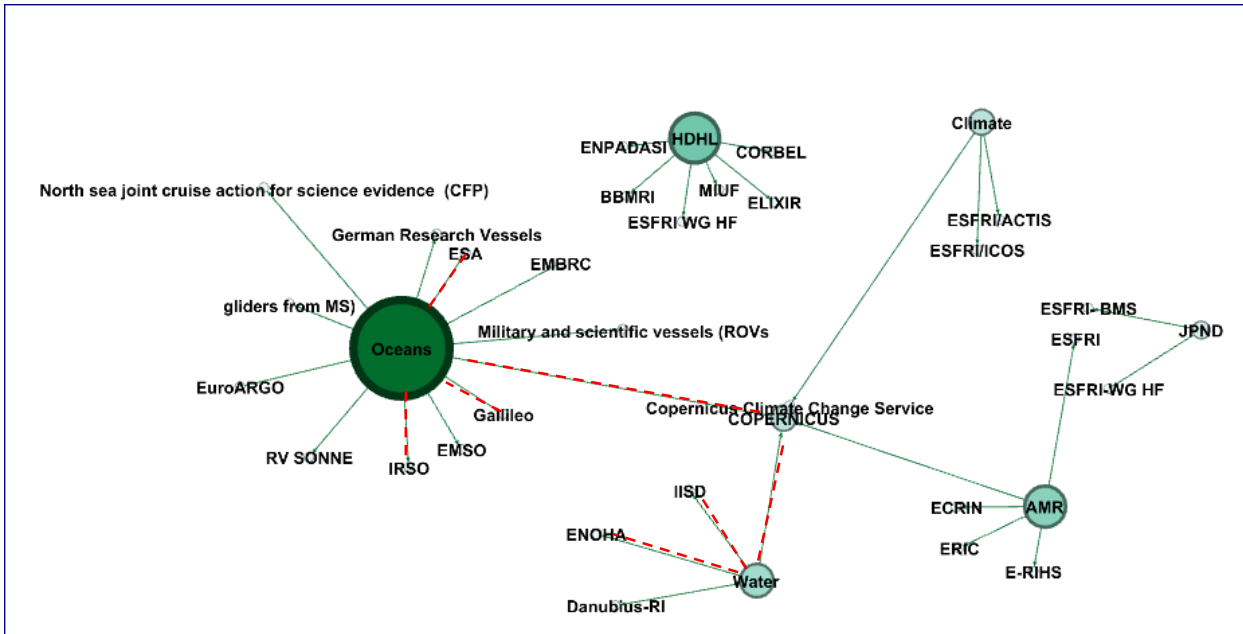 Climate
HDHL
ENPADASI
CORBEL
North sea joint cruise action for science evidence (CFP)
BBMRI
MIUF
ELIXIR
ESFRI WG HF
ESFRI/ACTIS
German Research Vessels
ESFRI/ICOS
ESA
EMBRC
gliders from MS)
ESFRI- BMS
Military and scientific vessels (ROVs
JPND
ESFRI
Oceans
EuroARGO
ESFRI-WG HF
Copernicus Climate Change Service
Galileo
COPERNICUS
EMSO
RV SONNE
IRSO
IISD
ECRIN
AMR
ENOHA
ERIC
E-RIHS
Water
Danubius-RI